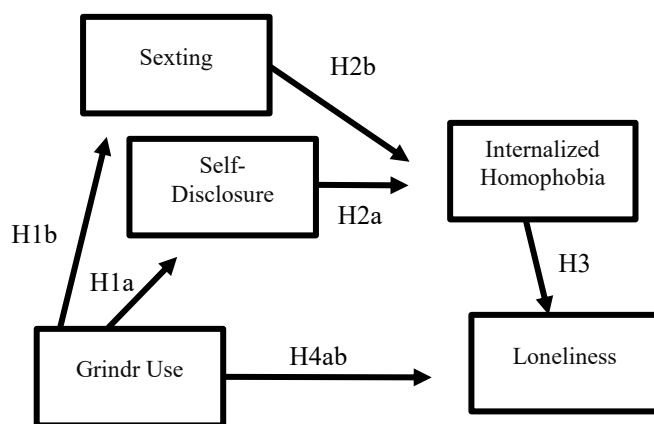 Sexting
H2b
Self-
Disclosure
Internalized
Homophobia
H2a
H1b
H1a
H3
Grindr Use
H4ab
Loneliness